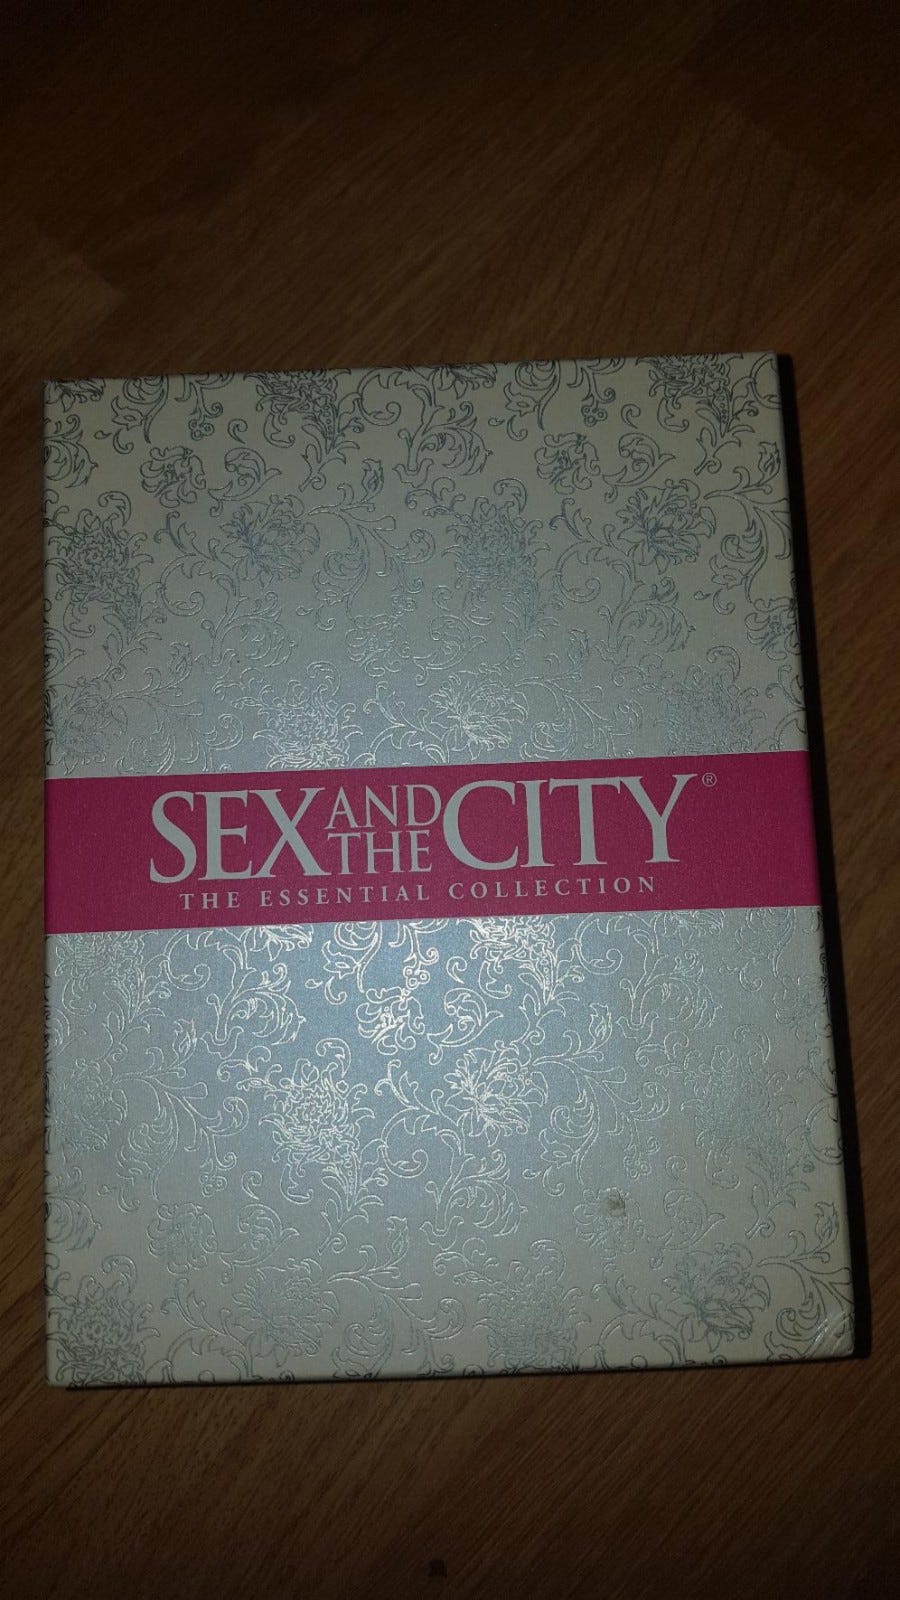 SEX AND THE CITY®
THE ESSENTIAL COLLECTION